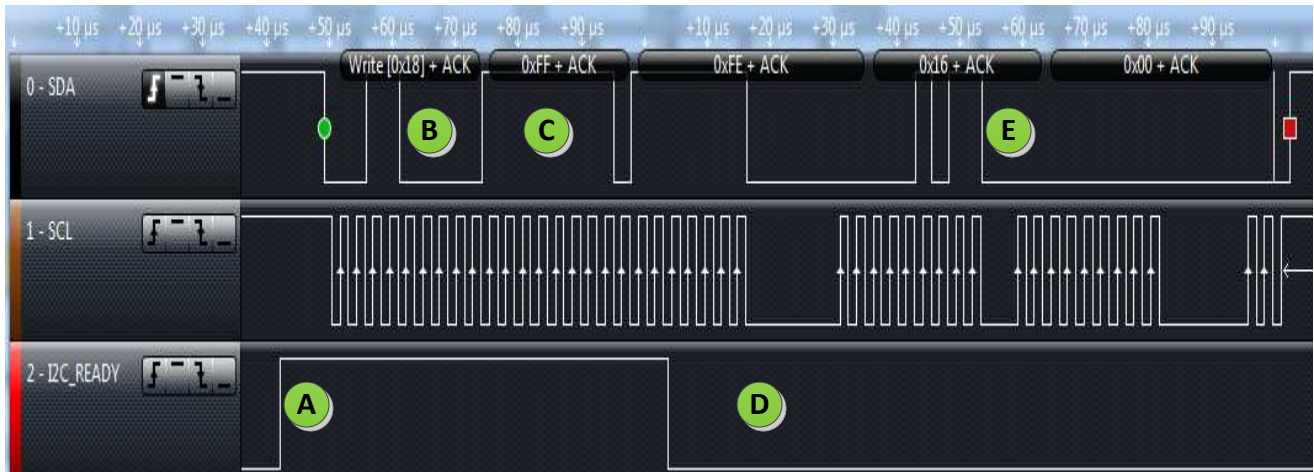 +10 µs +20 µs +30 µs +40 µs +50 µs +60 µs +70 µs +80 µs +90 µs +10 µs +20 µs +30 µs +40 µs +50 µs +60 µs +70 µs +80 µs +90 µs
Write [0x18] + ACK 0xFF + ACK 0xFE + ACK 0x16 + ACK 0x00 + ACK
0 - SDA
B C E
1 - SCL
2 - I2C_READY
A D